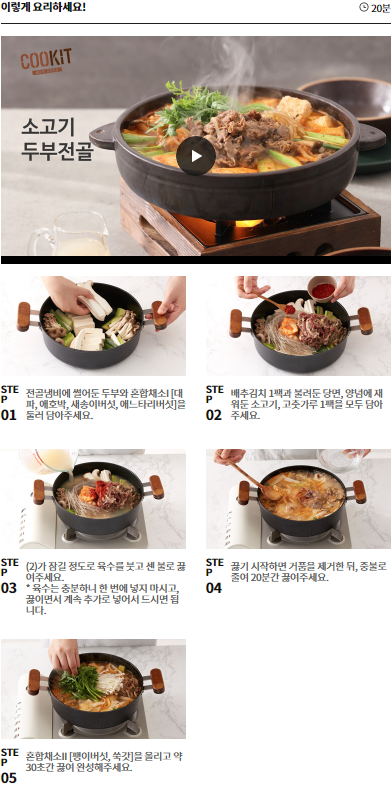 이렇게 요리하세요!
20분
COOKIT
소고기
두부전골
STE
P
01
전골냄비에 썰어둔 두부와 혼합채소I [대
파, 애호박, 새송이버섯, 애느타리버섯]을
둘러 담아주세요.
STE
P
02
배추김치 1팩과 불려둔 당면, 양념에 재
워둔 소고기, 고춧가루 1팩을 모두 담아
주세요.
STE
P
03
(2)가 잠길 정도로 육수를 붓고 센 불로 끓
여주세요.
* 육수는 충분하니 한 번에 넣지 마시고,
끓이면서 계속 추가로 넣어서 드시면 됩
니다.
STE
P
04
끓기 시작하면 거품을 제거한 뒤, 중불로
줄여 20분간 끓여주세요.
STE
P
05
혼합채소II [팽이버섯, 쑥갓]을 올리고 약
30초간 끓여 완성해주세요.